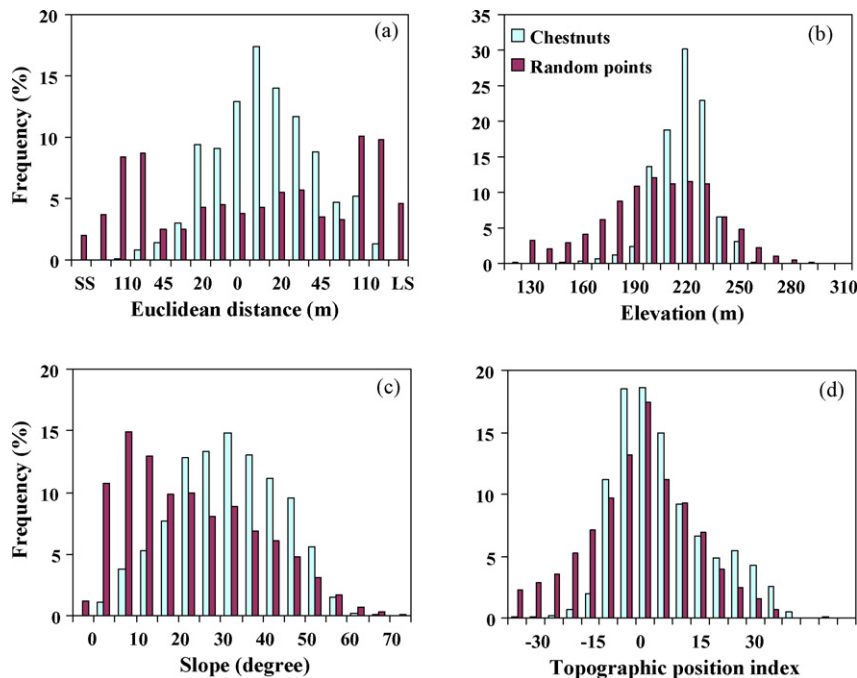 20
15
10
5
0
Frequency (%)
(a)
SS 110 45 20 0 20 45 110 LS
Euclidean distance (m)
35
30
25
20
15
10
5
0
(b)
Chestnuts
Random points
130 160 190 220 250 280 310
Elevation (m)
20
15
10
5
0
Frequency (%)
(c)
0 10 20 30 40 50 60 70
Slope (degree)
20
15
10
5
0
(d)
-30 -15 0 15 30
Topographic position index